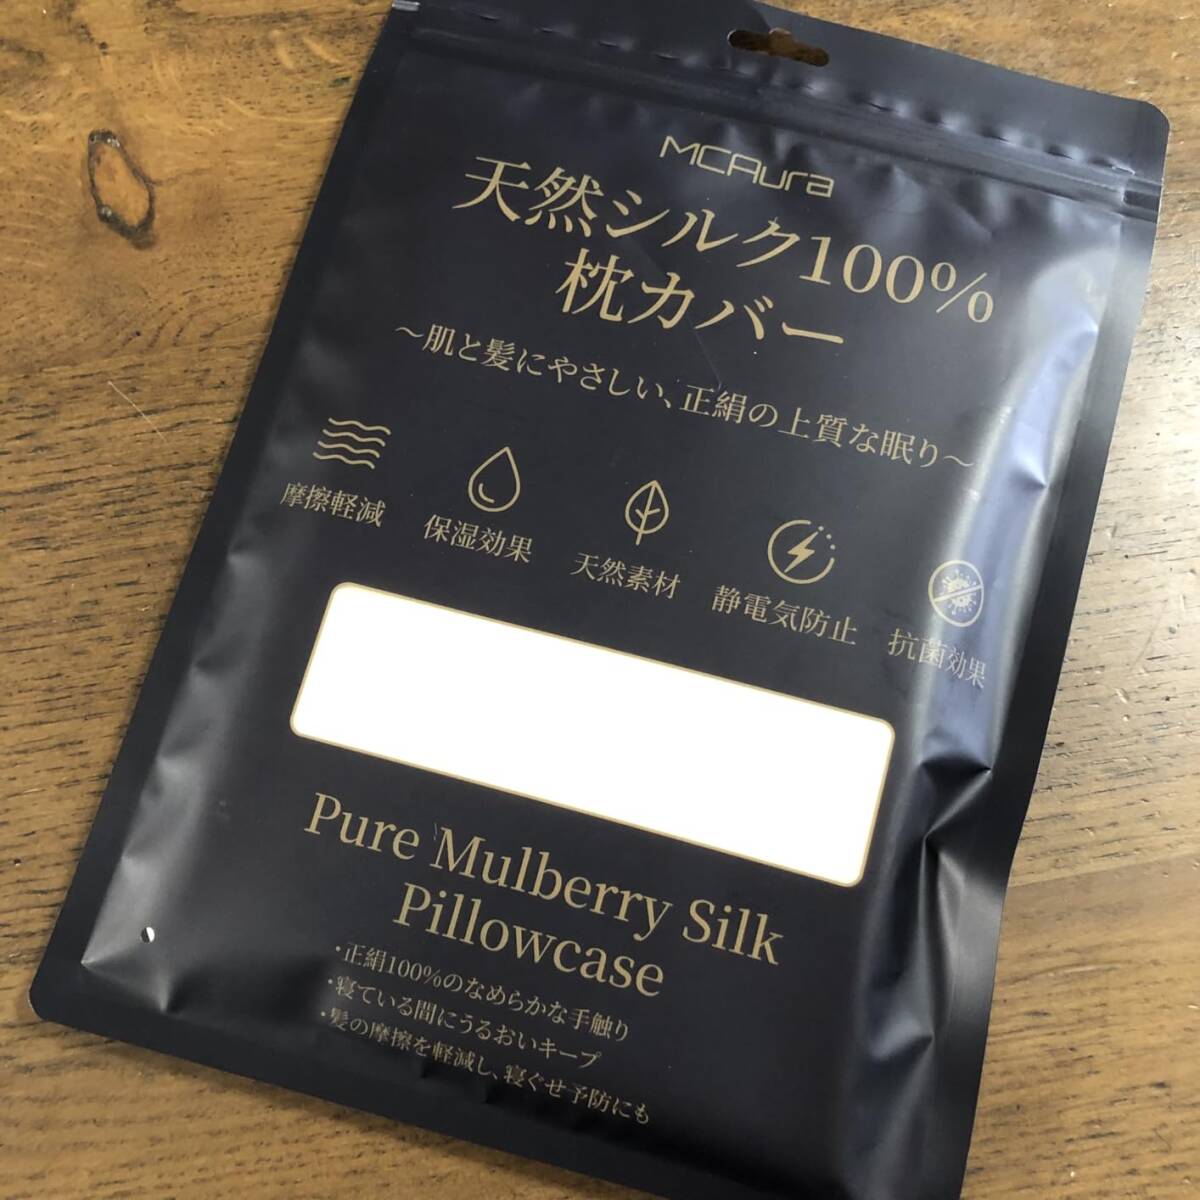 MCAura
天然シルク100%
枕カバー
～肌と髪にやさしい、正絹の上質な眠り～
摩擦軽減
保湿効果
天然素材
静電気防止
抗菌効果
Pure Mulberry Silk
Pillowcase
・正絹100%のなめらかな手触り
・寝ている間にうるおいキープ
・髪の摩擦を軽減し、寝ぐせ予防にも